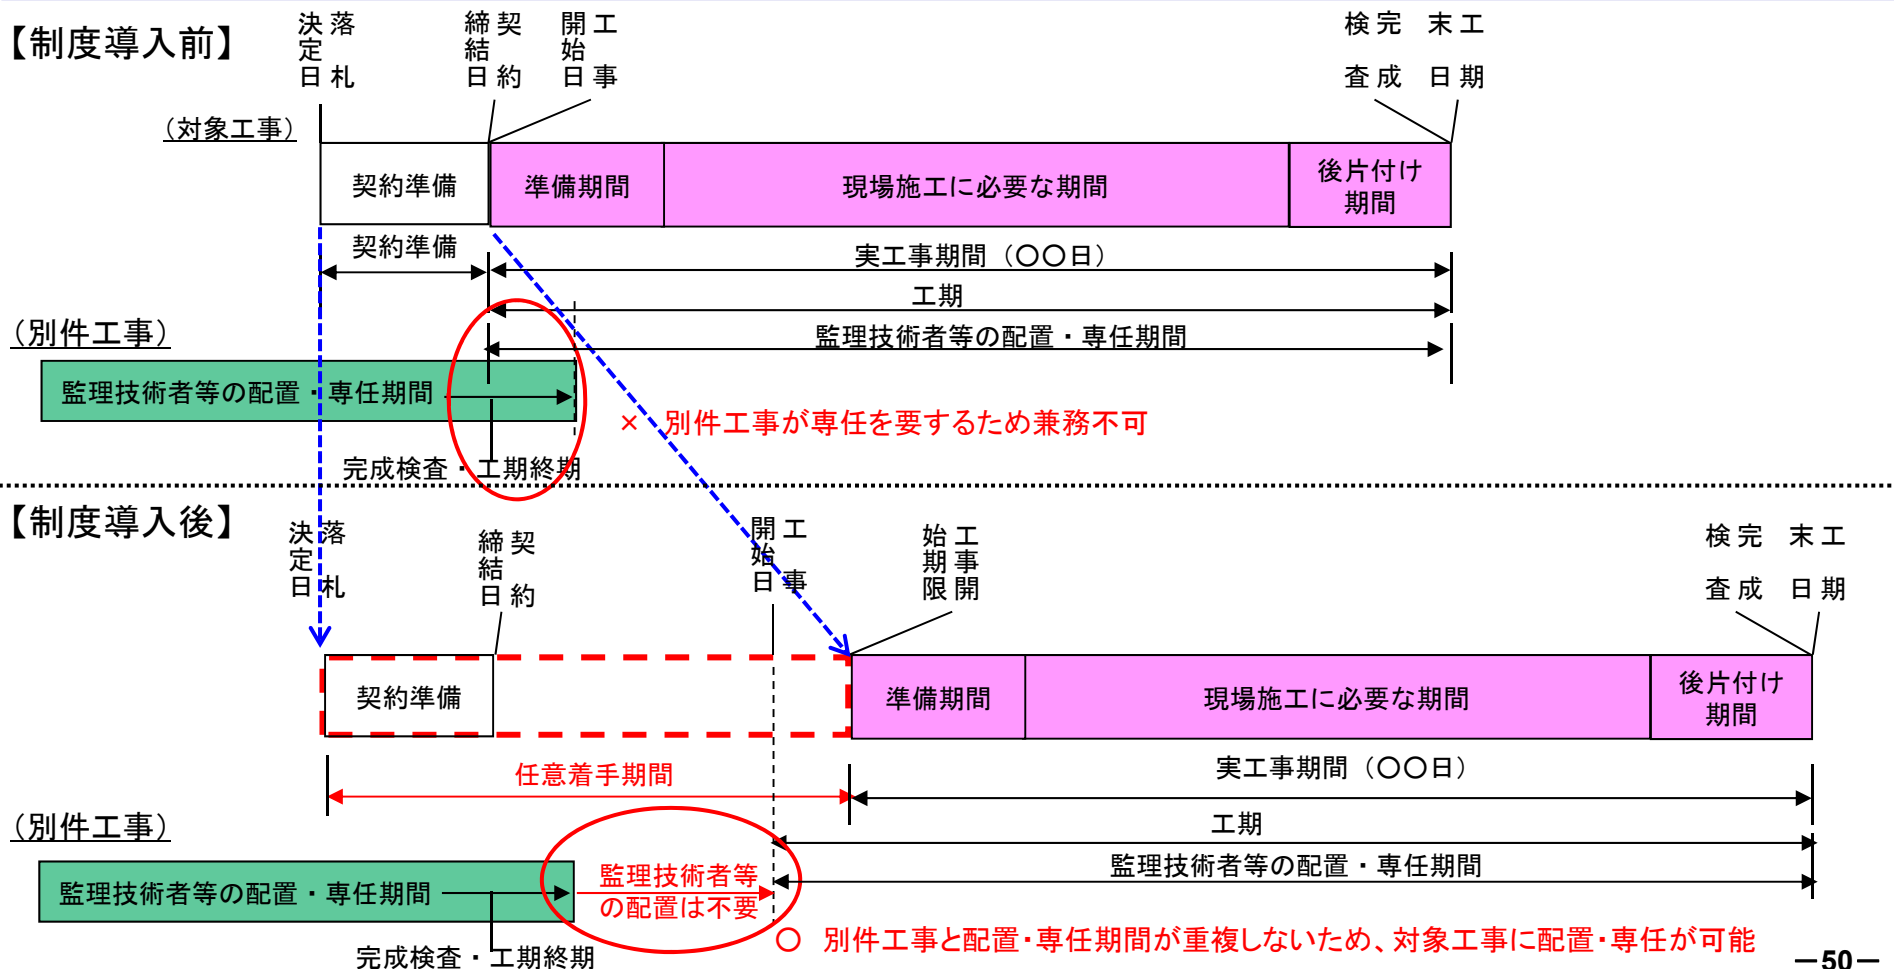 【制度導入前】
落札
決定日
契約
締結日
工事
開始日
完成
検査
工期
末日
(対象工事)
契約準備
準備期間
現場施工に必要な期間
後片付け
期間
契約準備
実工事期間(〇〇日)
工期
監理技術者等の配置・専任期間
(別件工事)
監理技術者等の配置・専任期間
× 別件工事が専任を要するため兼務不可
完成検査・工期終期
【制度導入後】
落札
決定日
契約
締結日
工事
開始日
工事開
始期限
完成
検査
工期
末日
契約準備
準備期間
現場施工に必要な期間
後片付け
期間
任意着手期間
実工事期間(〇〇日)
工期
監理技術者等の配置・専任期間
(別件工事)
監理技術者等の配置・専任期間
監理技術者等
の配置は不要
〇 別件工事と配置・専任期間が重複しないため、対象工事に配置・専任が可能
完成検査・工期終期
－50－